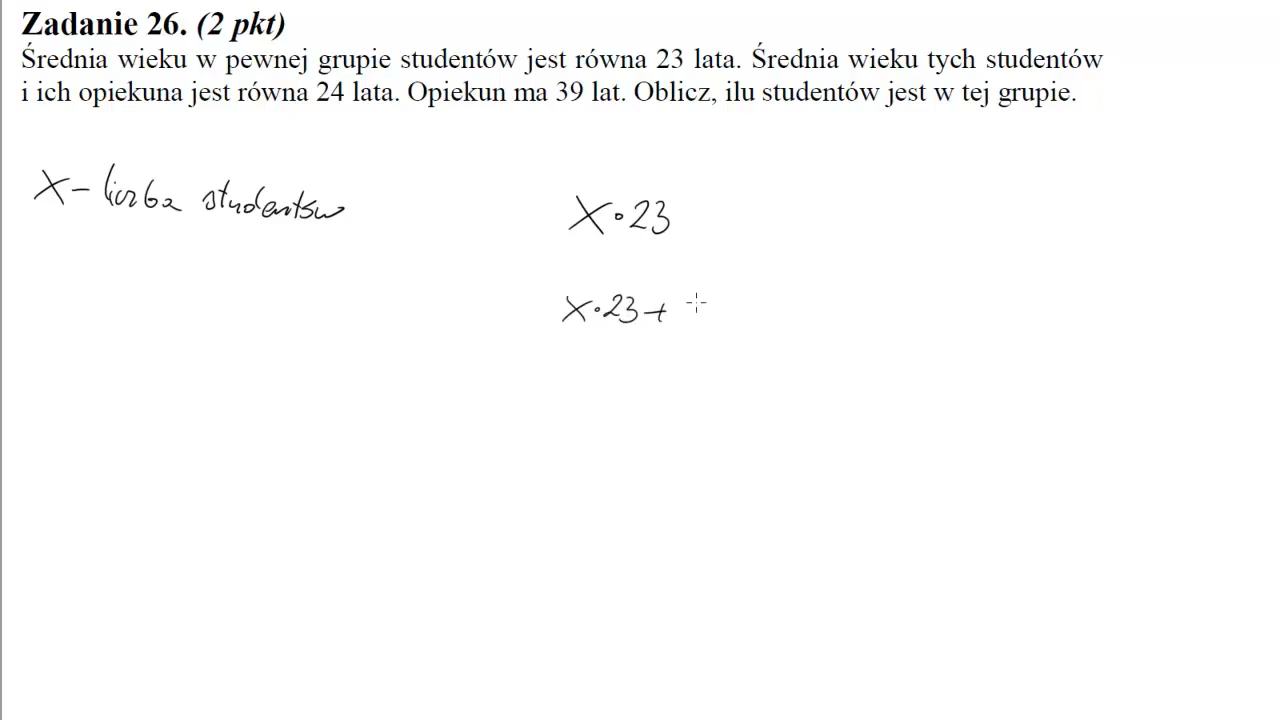 Zadanie 26. (2 pkt)
Średnia wieku w pewnej grupie studentów jest równa 23 lata. Średnia wieku tych studentów
i ich opiekuna jest równa 24 lata. Opiekun ma 39 lat. Oblicz, ilu studentów jest w tej grupie.
X - liczba studentów
X · 23
X · 23 +